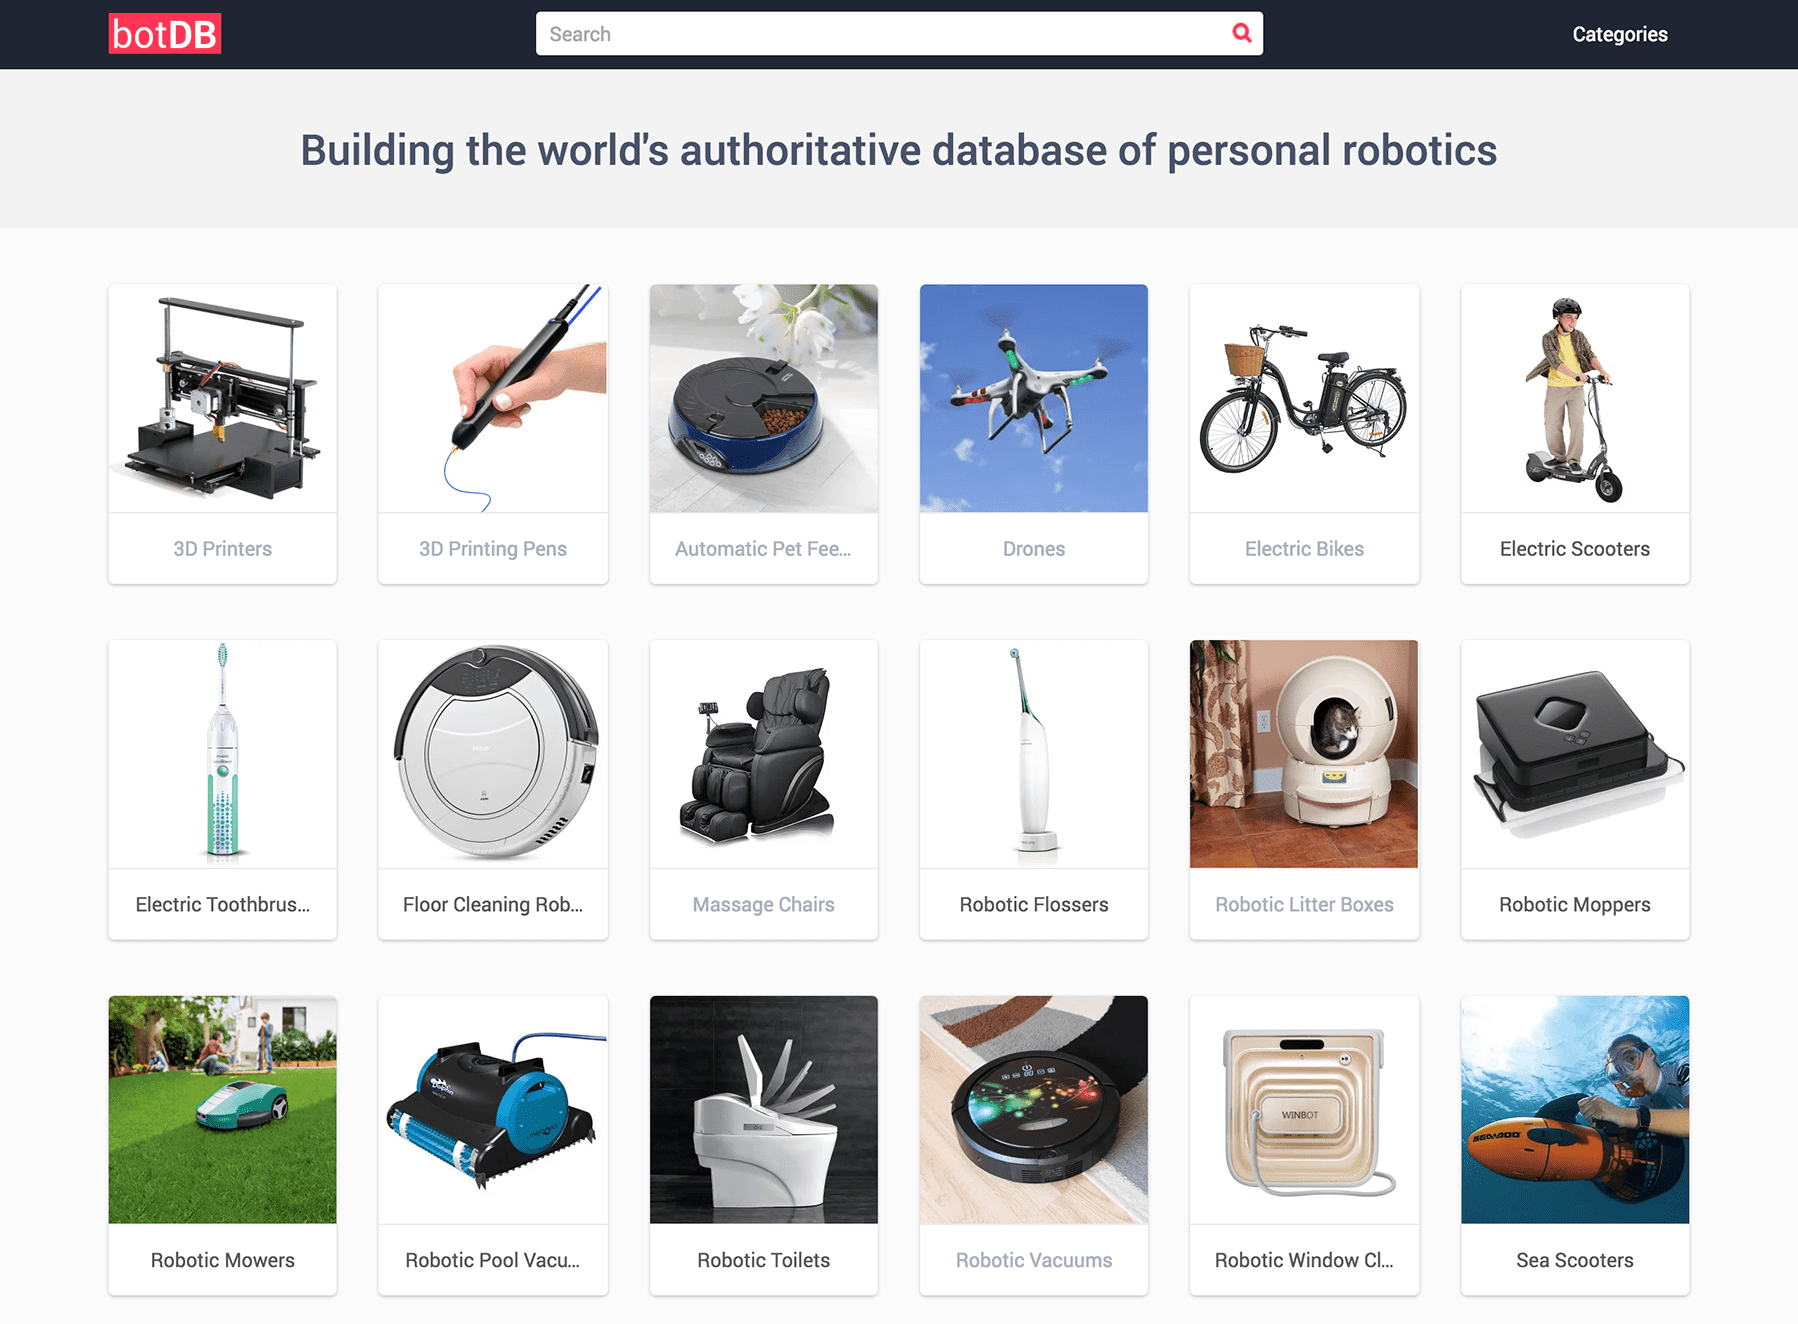 botDB
Search
Categories
Building the world's authoritative database of personal robotics
3D Printers
3D Printing Pens
Automatic Pet Fee...
Drones
Electric Bikes
Electric Scooters
Electric Toothbrus...
Floor Cleaning Rob...
Massage Chairs
Robotic Flossers
Robotic Litter Boxes
Robotic Moppers
WINBOT
SEADOO
Robotic Mowers
Robotic Pool Vacu...
Robotic Toilets
Robotic Vacuums
Robotic Window Cl...
Sea Scooters